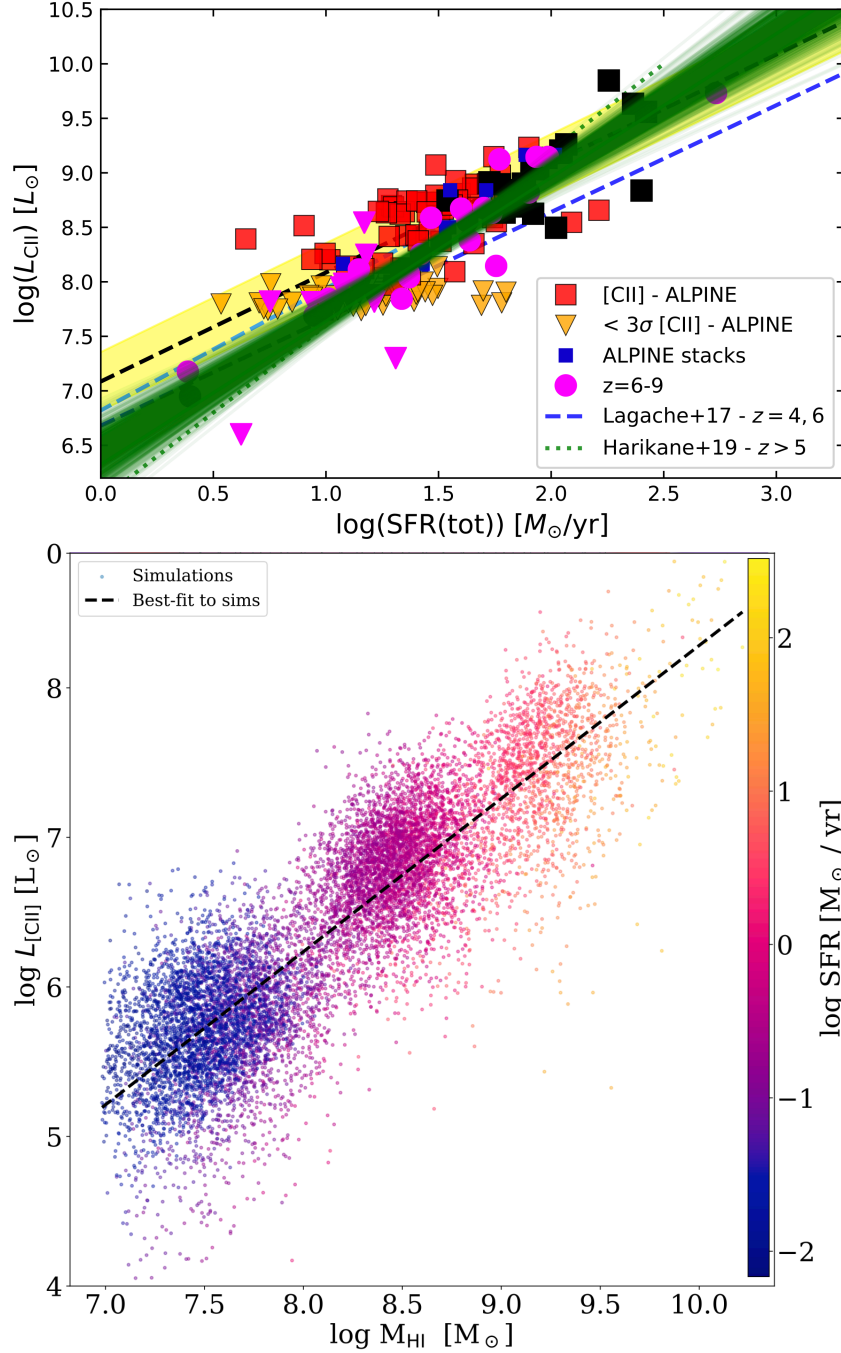 10.5
10.0
9.5
9.0
8.5
8.0
7.5
7.0
6.5
log(L_CII) [L_⊙]
[CII] - ALPINE
< 3σ [CII] - ALPINE
ALPINE stacks
z=6-9
Lagache+17 - z = 4, 6
Harikane+19 - z > 5
0.0 0.5 1.0 1.5 2.0 2.5 3.0
log(SFR(tot)) [M_⊙/yr]
0
8
7
6
5
4
log L_[CII] [L_⊙]
Simulations
Best-fit to sims
2
1
0
−1
−2
log SFR [M_⊙ / yr]
7.0 7.5 8.0 8.5 9.0 9.5 10.0
log M_HI [M_⊙]